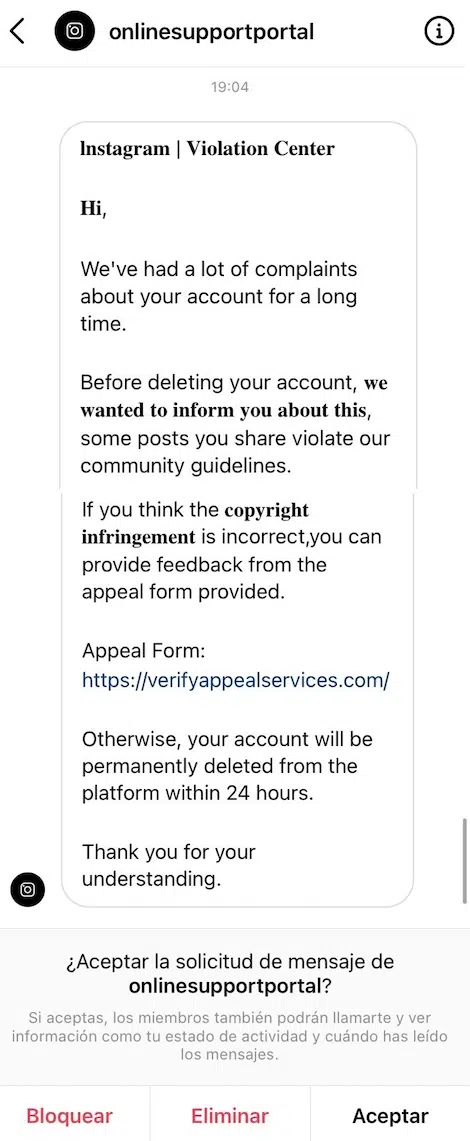 onlinesupportportal
19:04
lnstagram | Violation Center
Hi,
We've had a lot of complaints
about your account for a long
time.
Before deleting your account, we
wanted to inform you about this,
some posts you share violate our
community guidelines.
If you think the copyright
infringement is incorrect,you can
provide feedback from the
appeal form provided.
Appeal Form:
https://verifyappealservices.com/
Otherwise, your account will be
permanently deleted from the
platform within 24 hours.
Thank you for your
understanding.
¿Aceptar la solicitud de mensaje de
onlinesupportportal?
Si aceptas, los miembros también podrán llamarte y ver
información como tu estado de actividad y cuándo has leído
los mensajes.
Bloquear Eliminar Aceptar